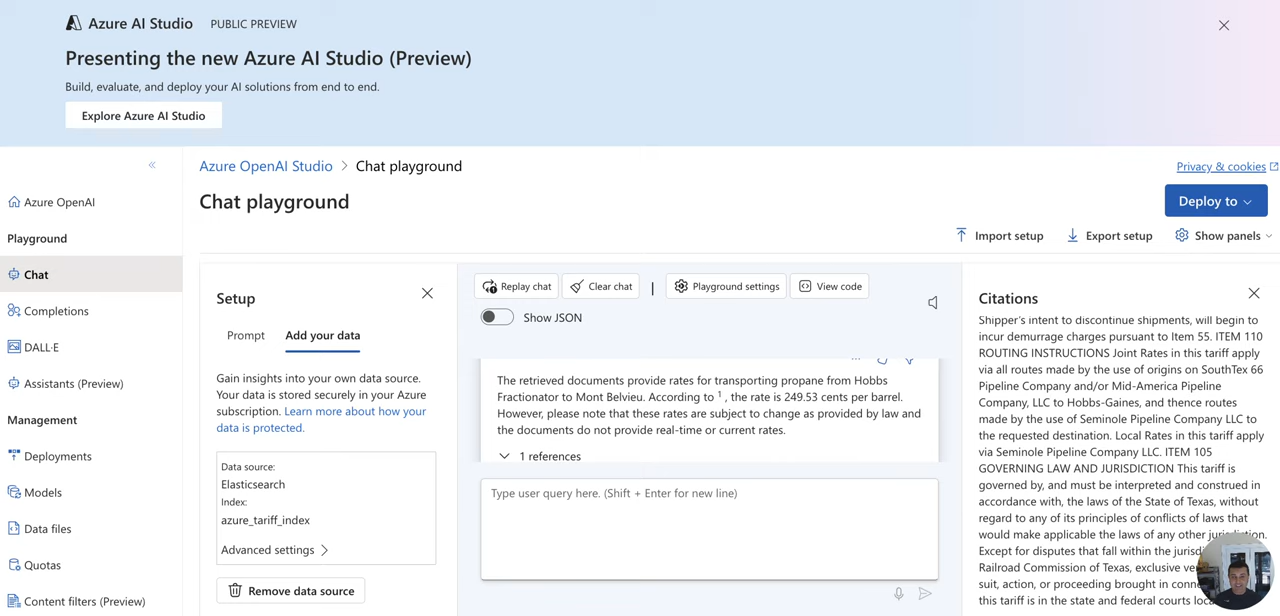 Azure AI Studio PUBLIC PREVIEW
Presenting the new Azure AI Studio (Preview)
Build, evaluate, and deploy your AI solutions from end to end.
Explore Azure AI Studio
Azure OpenAI
Playground
Chat
Completions
DALL·E
Assistants (Preview)
Management
Deployments
Models
Data files
Quotas
Content filters (Preview)
Azure OpenAI Studio > Chat playground
Privacy & cookies
Chat playground
Deploy to
Import setup
Export setup
Show panels
Setup
Prompt
Add your data
Gain insights into your own data source.
Your data is stored securely in your Azure
subscription. Learn more about how your
data is protected.
Data source:
Elasticsearch
Index:
azure_tariff_index
Advanced settings
Remove data source
Replay chat
Clear chat
Playground settings
View code
Show JSON
The retrieved documents provide rates for transporting propane from Hobbs
Fractionator to Mont Belvieu. According to 1 , the rate is 249.53 cents per barrel.
However, please note that these rates are subject to change as provided by law and
the documents do not provide real-time or current rates.
1 references
Type user query here. (Shift + Enter for new line)
Citations
Shipper's intent to discontinue shipments, will begin to
incur demurrage charges pursuant to Item 55. ITEM 110
ROUTING INSTRUCTIONS Joint Rates in this tariff apply
via all routes made by the use of origins on SouthTex 66
Pipeline Company and/or Mid-America Pipeline
Company, LLC to Hobbs-Gaines, and thence routes
made by the use of Seminole Pipeline Company LLC to
the requested destination. Local Rates in this tariff apply
via Seminole Pipeline Company LLC. ITEM 105
GOVERNING LAW AND JURISDICTION This tariff is
governed by, and must be interpreted and construed in
accordance with, the laws of the State of Texas, without
regard to any of its principles of conflicts of laws that
would make applicable the laws of any other jurisdiction.
Except for disputes that fall within the
Railroad Commission of Texas, exclusive
suit, action, or proceeding brought in
this tariff is in the state and federal courts